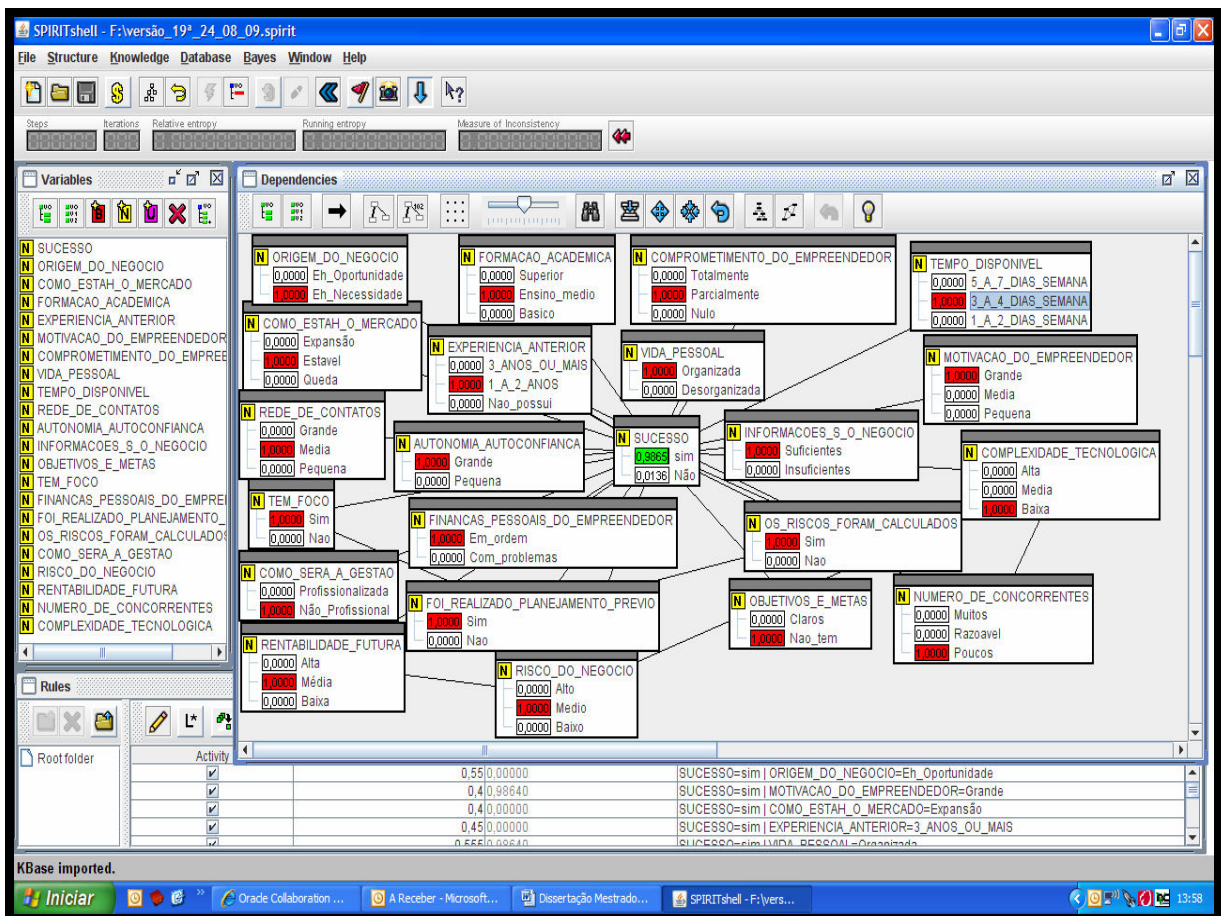 SPIRITshell - F:\versão_19ª_24_08_09.spirit
File Structure Knowledge Database Bayes Window Help
Steps Iterations Relative entropy Running entropy Measure of Inconsistency
Variables
SUCESSO
ORIGEM_DO_NEGOCIO
COMO_ESTAH_O_MERCADO
FORMACAO_ACADEMICA
EXPERIENCIA_ANTERIOR
MOTIVACAO_DO_EMPREENDEDOR
COMPROMETIMENTO_DO_EMPREE
VIDA_PESSOAL
TEMPO_DISPONIVEL
REDE_DE_CONTATOS
AUTONOMIA_AUTOCONFIANCA
INFORMACOES_S_O_NEGOCIO
OBJETIVOS_E_METAS
TEM_FOCO
FINANCAS_PESSOAIS_DO_EMPREI
FOI_REALIZADO_PLANEJAMENTO_
OS_RISCOS_FORAM_CALCULADOS
COMO_SERA_A_GESTAO
RISCO_DO_NEGOCIO
RENTABILIDADE_FUTURA
NUMERO_DE_CONCORRENTES
COMPLEXIDADE_TECNOLOGICA
Dependencies
N ORIGEM_DO_NEGOCIO
0,0000 Eh_Oportunidade
1,0000 Eh_Necessidade
N FORMACAO_ACADEMICA
0,0000 Superior
1,0000 Ensino_medio
0,0000 Basico
N COMPROMETIMENTO_DO_EMPREENDEDOR
0,0000 Totalmente
1,0000 Parcialmente
0,0000 Nulo
N TEMPO_DISPONIVEL
0,0000 5_A_7_DIAS_SEMANA
1,0000 3_A_4_DIAS_SEMANA
0,0000 1_A_2_DIAS_SEMANA
N COMO_ESTAH_O_MERCADO
0,0000 Expansão
1,0000 Estavel
0,0000 Queda
N EXPERIENCIA_ANTERIOR
0,0000 3_ANOS_OU_MAIS
1,0000 1_A_2_ANOS
0,0000 Nao_possui
N VIDA_PESSOAL
1,0000 Organizada
0,0000 Desorganizada
N MOTIVACAO_DO_EMPREENDEDOR
1,0000 Grande
0,0000 Media
0,0000 Pequena
N REDE_DE_CONTATOS
0,0000 Grande
1,0000 Media
0,0000 Pequena
N AUTONOMIA_AUTOCONFIANCA
1,0000 Grande
0,0000 Pequena
N SUCESSO
0,9865 sim
0,0136 Não
N INFORMACOES_S_O_NEGOCIO
1,0000 Suficientes
0,0000 Insuficientes
N COMPLEXIDADE_TECNOLOGICA
0,0000 Alta
0,0000 Media
1,0000 Baixa
N TEM_FOCO
1,0000 Sim
0,0000 Nao
N FINANCAS_PESSOAIS_DO_EMPREENDEDOR
1,0000 Em_ordem
0,0000 Com_problemas
N OS_RISCOS_FORAM_CALCULADOS
1,0000 Sim
0,0000 Nao
N COMO_SERA_A_GESTAO
0,0000 Profissionalizada
1,0000 Não_Profissional
N FOI_REALIZADO_PLANEJAMENTO_PREVIO
1,0000 Sim
0,0000 Nao
N OBJETIVOS_E_METAS
0,0000 Claros
1,0000 Nao_tem
N NUMERO_DE_CONCORRENTES
0,0000 Muitos
0,0000 Razoavel
1,0000 Poucos
N RENTABILIDADE_FUTURA
0,0000 Alta
1,0000 Média
0,0000 Baixa
N RISCO_DO_NEGOCIO
0,0000 Alto
1,0000 Medio
0,0000 Baixo
Rules
Root folder
Activity
0,55 0,00000 SUCESSO=sim | ORIGEM_DO_NEGOCIO=Eh_Oportunidade
0,4 0,98640 SUCESSO=sim | MOTIVACAO_DO_EMPREENDEDOR=Grande
0,4 0,00000 SUCESSO=sim | COMO_ESTAH_O_MERCADO=Expansão
0,45 0,00000 SUCESSO=sim | EXPERIENCIA_ANTERIOR=3_ANOS_OU_MAIS
0,555 0,98640 SUCESSO=sim | VIDA_PESSOAL=Organizada
KBase imported.
Iniciar Oracle Collaboration ... A Receber - Microsoft... Dissertação Mestrado... SPIRITshell - F:\vers... 13:58